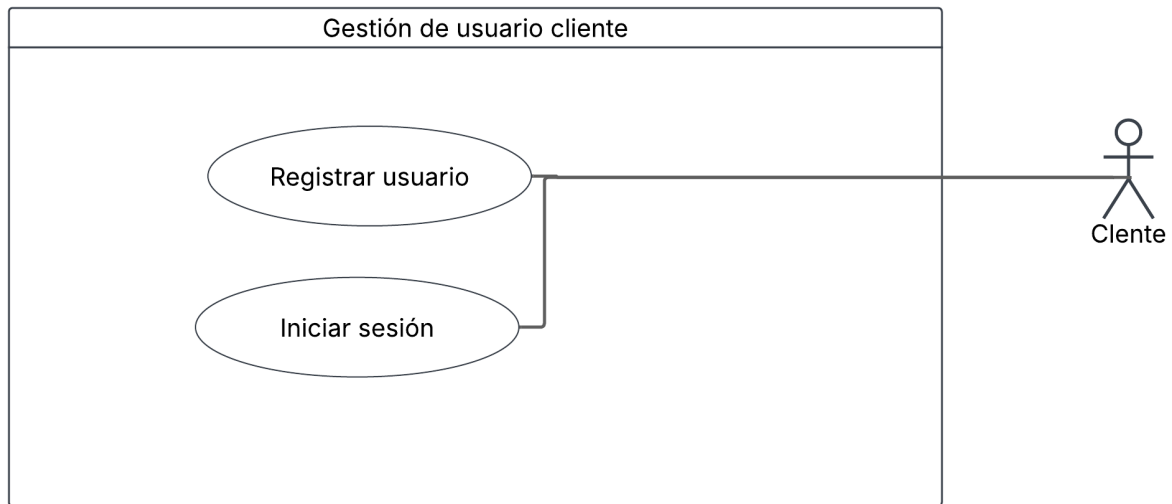 Gestión de usuario cliente
Registrar usuario
Clente
Iniciar sesión